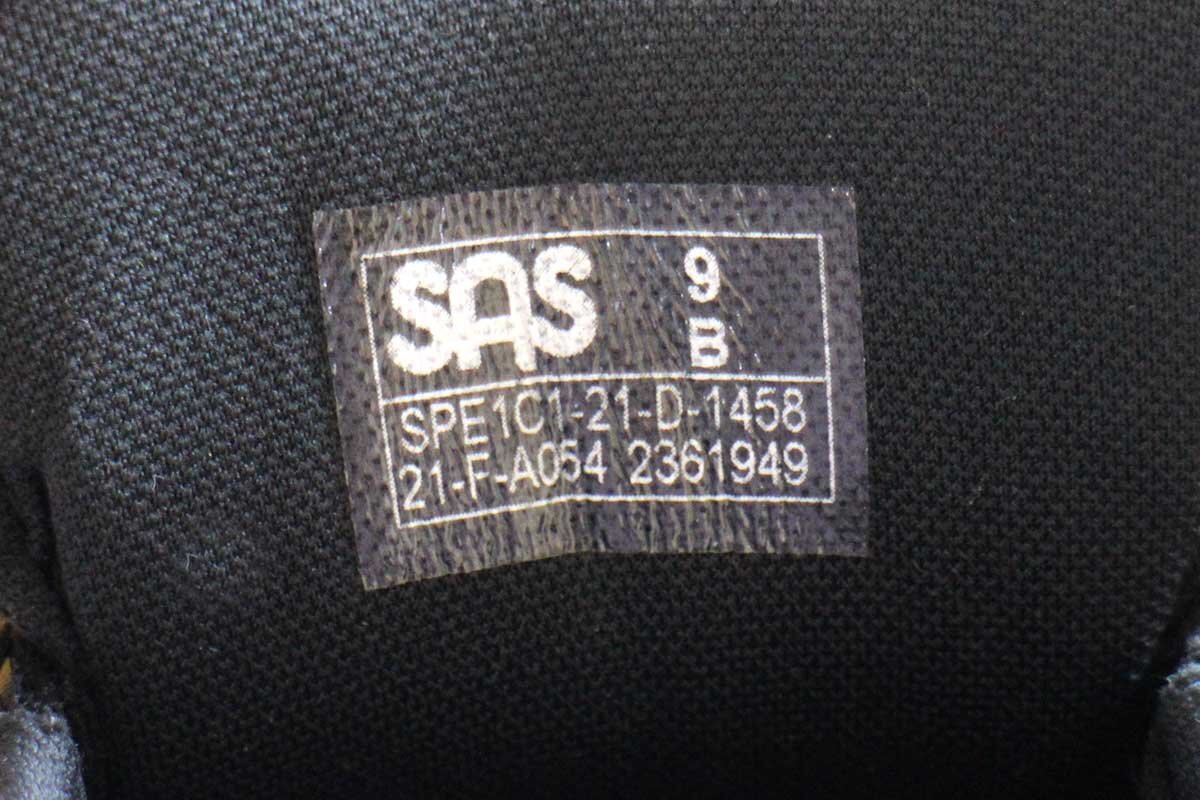 SAS 9
B
SPE1C1-21-D-1458
21-F-A054 2361949